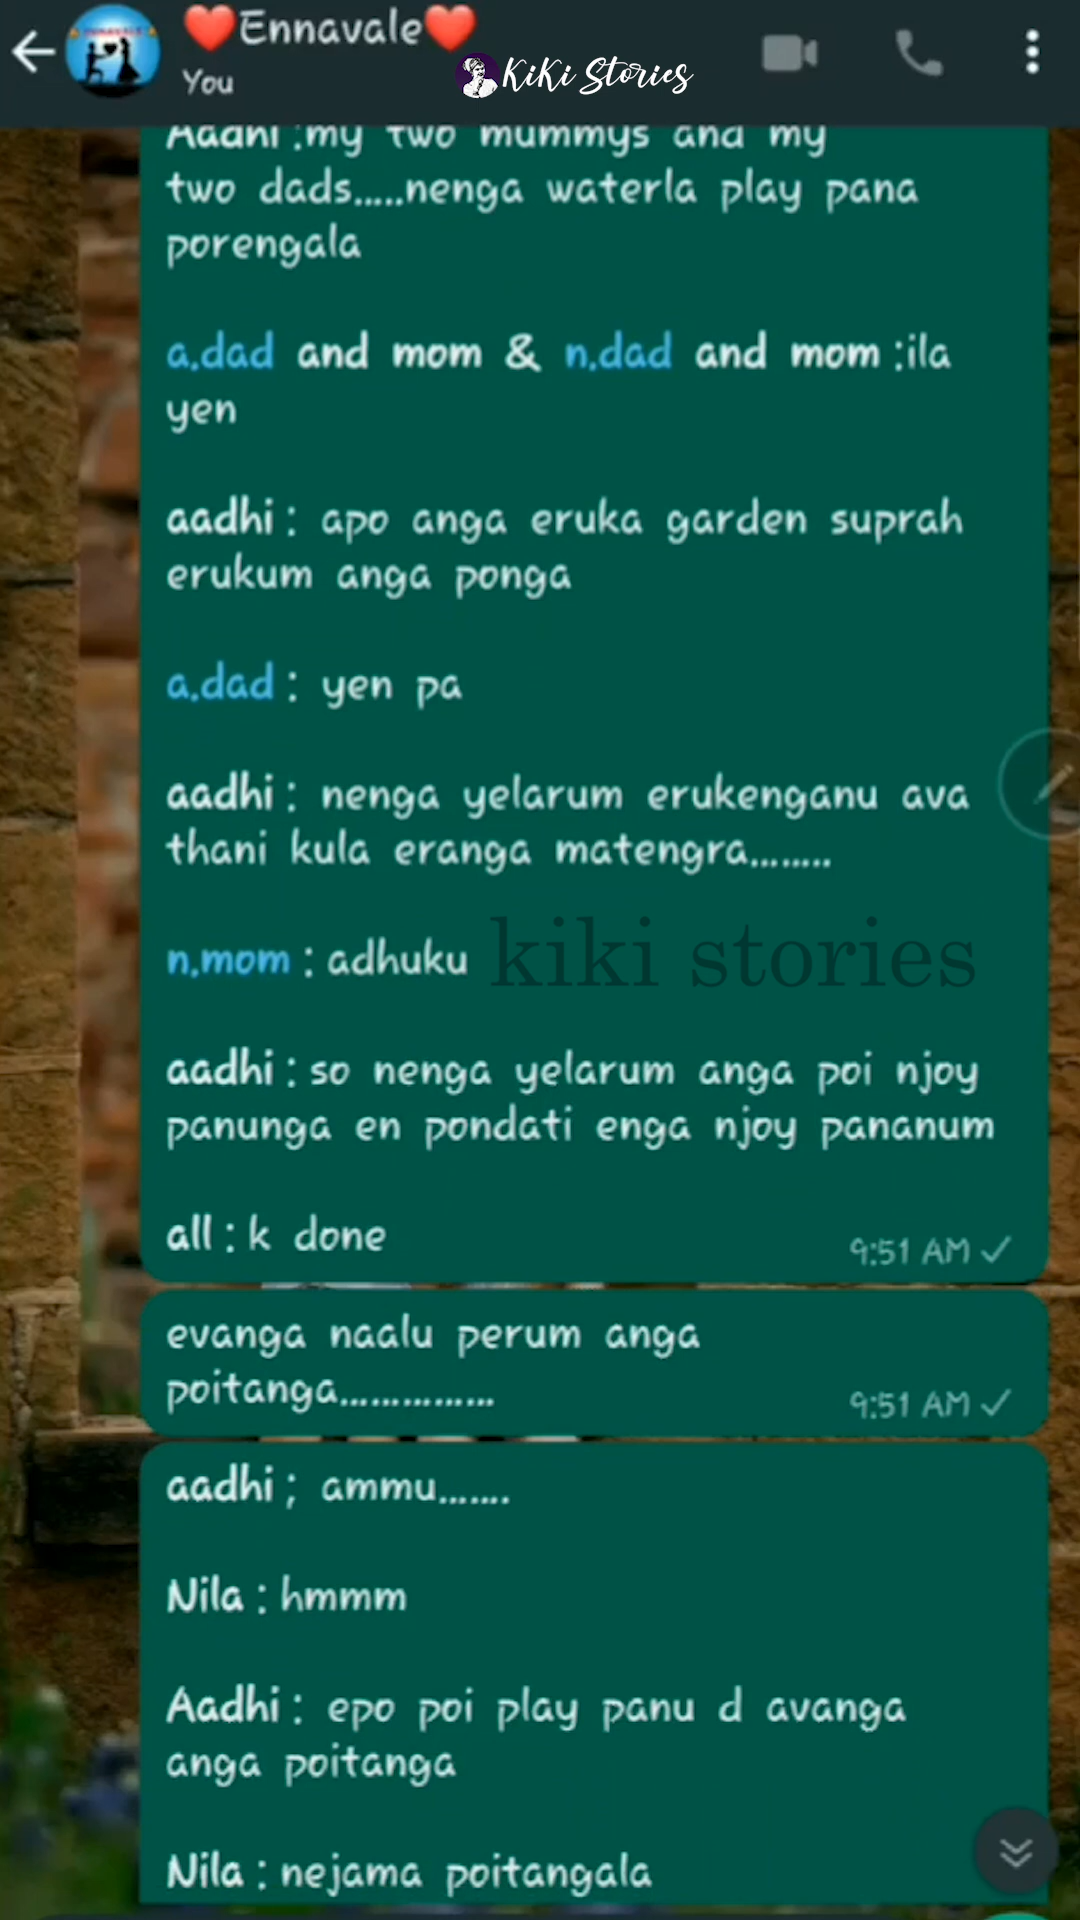 ❤️Ennavale❤️
You
KiKi Stories
Aadhi :my two mummys and my
two dads.....nenga waterla play pana
porengala
a.dad and mom & n.dad and mom :ila
yen
aadhi : apo anga eruka garden suprah
erukum anga ponga
a.dad : yen pa
aadhi : nenga yelarum erukenganu ava
thani kula eranga matengra........
n.mom : adhuku
kiki stories
aadhi : so nenga yelarum anga poi njoy
panunga en pondati enga njoy pananum
all : k done
9:51 AM
evanga naalu perum anga
poitanga...............
9:51 AM
aadhi ; ammu.......
Nila : hmmm
Aadhi : epo poi play panu d avanga
anga poitanga
Nila : nejama poitangala